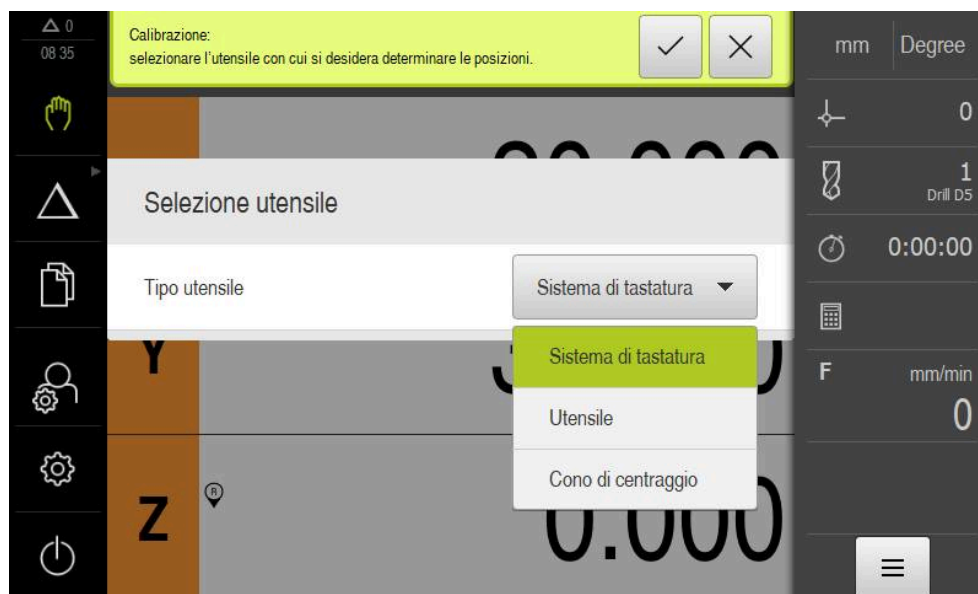 0
08 35
Calibrazione:
selezionare l'utensile con cui si desidera determinare le posizioni.
mm
Degree
0
1
Drill D5
0:00:00
F
mm/min
0
Selezione utensile
Tipo utensile
Sistema di tastatura
Sistema di tastatura
Utensile
Cono di centraggio
Y
Z
R
0.000